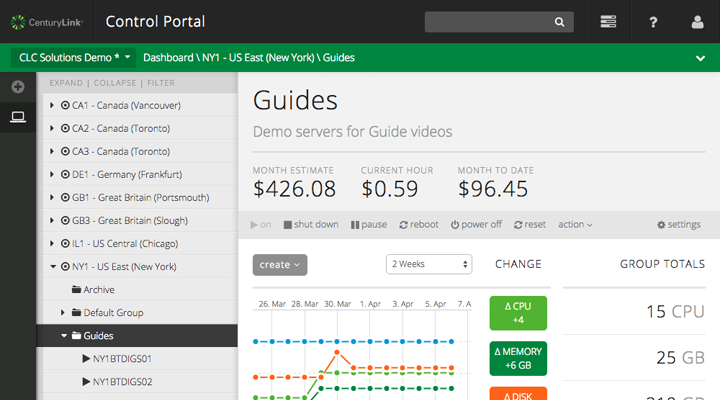 CenturyLink®
Control Portal
?
CLC Solutions Demo *
Dashboard \ NY1 - US East (New York) \ Guides
EXPAND | COLLAPSE | FILTER
CA1 - Canada (Vancouver)
CA2 - Canada (Toronto)
CA3 - Canada (Toronto)
DE1 - Germany (Frankfurt)
GB1 - Great Britain (Portsmouth)
GB3 - Great Britain (Slough)
IL1 - US Central (Chicago)
NY1 - US East (New York)
Archive
Default Group
Guides
NY1BTDIGS01
NY1BTDIGS02
Guides
Demo servers for Guide videos
MONTH ESTIMATE CURRENT HOUR MONTH TO DATE
$426.08 $0.59 $96.45
on shut down pause reboot power off reset action settings
create 2 Weeks CHANGE GROUP TOTALS
26. Mar 28. Mar 30. Mar 1. Apr 3. Apr 5. Apr 7. A
Δ CPU
+4
15 CPU
Δ MEMORY
+6 GB
25 GB
Δ DISK